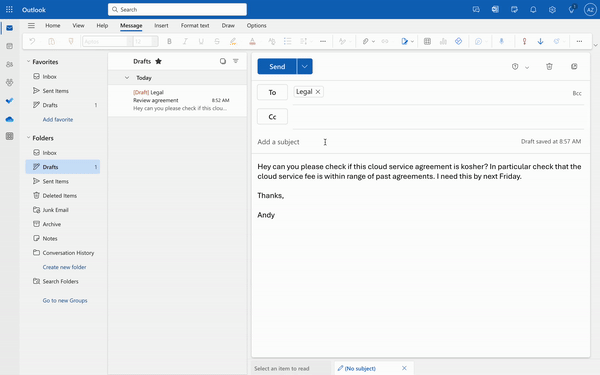 Outlook
Search
AZ
Home View Help Message Insert Format text Draw Options
Favorites
Inbox
Sent Items
Drafts 1
Add favorite
Folders
Inbox
Drafts 1
Sent Items
Deleted Items
Junk Email
Archive
Notes
Conversation History
Create new folder
Search Folders
Go to new Groups
Drafts
Today
[Draft] Legal
Review agreement 8:52 AM
Hey can you please check if this clou...
Send
To Legal Bcc
Cc
Add a subject Draft saved at 8:57 AM
Hey can you please check if this cloud service agreement is kosher? In particular check that the
cloud service fee is within range of past agreements. I need this by next Friday.
Thanks,
Andy
Select an item to read (No subject)